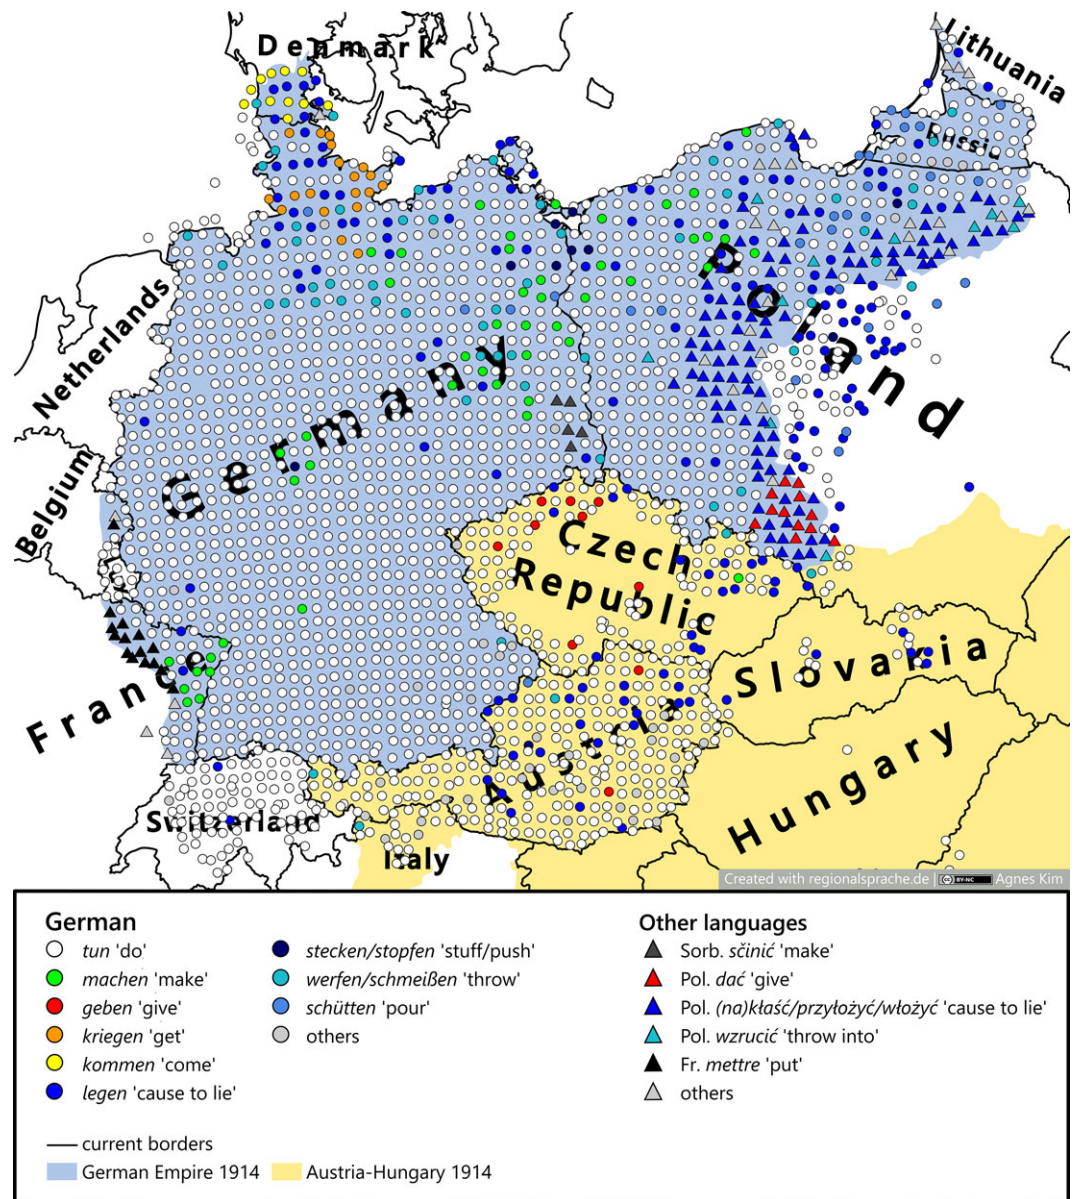 Denmark
Lithuania
Russia
Netherlands
Poland
Germany
Belgium
Czech
Republic
France
Slovakia
Austria
Hungary
Switzerland
Italy
Created with regionalsprache.de | CC BY-NC Agnes Kim
German
tun 'do'
machen 'make'
geben 'give'
kriegen 'get'
kommen 'come'
legen 'cause to lie'
stecken/stopfen 'stuff/push'
werfen/schmeißen 'throw'
schütten 'pour'
others
Other languages
Sorb. sčinić 'make'
Pol. dać 'give'
Pol. (na)kłaść/przyłożyć/włożyć 'cause to lie'
Pol. wzrucić 'throw into'
Fr. mettre 'put'
others
current borders
German Empire 1914
Austria-Hungary 1914